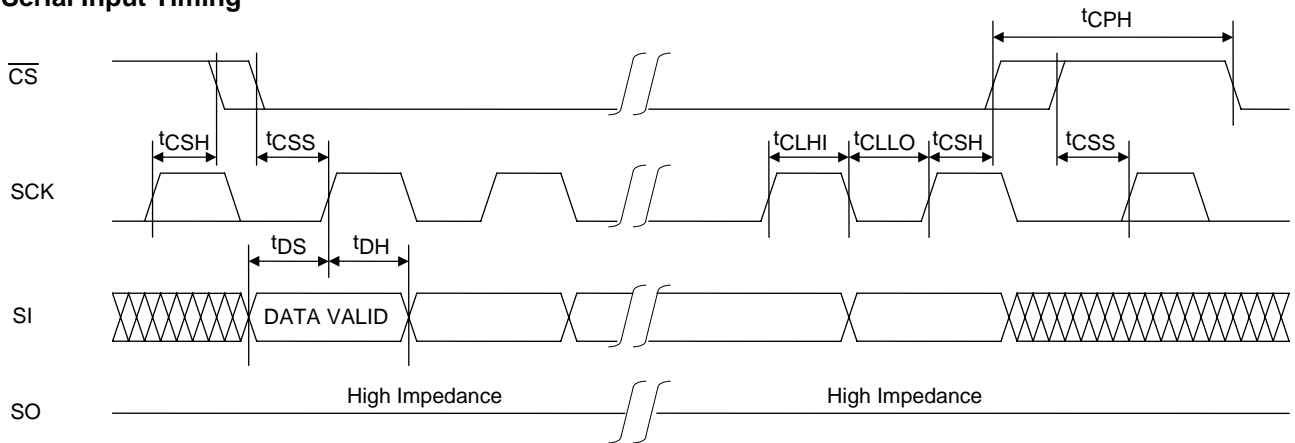 Serial Input Timing
tCPH
CS
tCSH
tCSS
tCLHI
tCLLO
tCSH
tCSS
SCK
tDS
tDH
SI
DATA VALID
High Impedance
High Impedance
SO